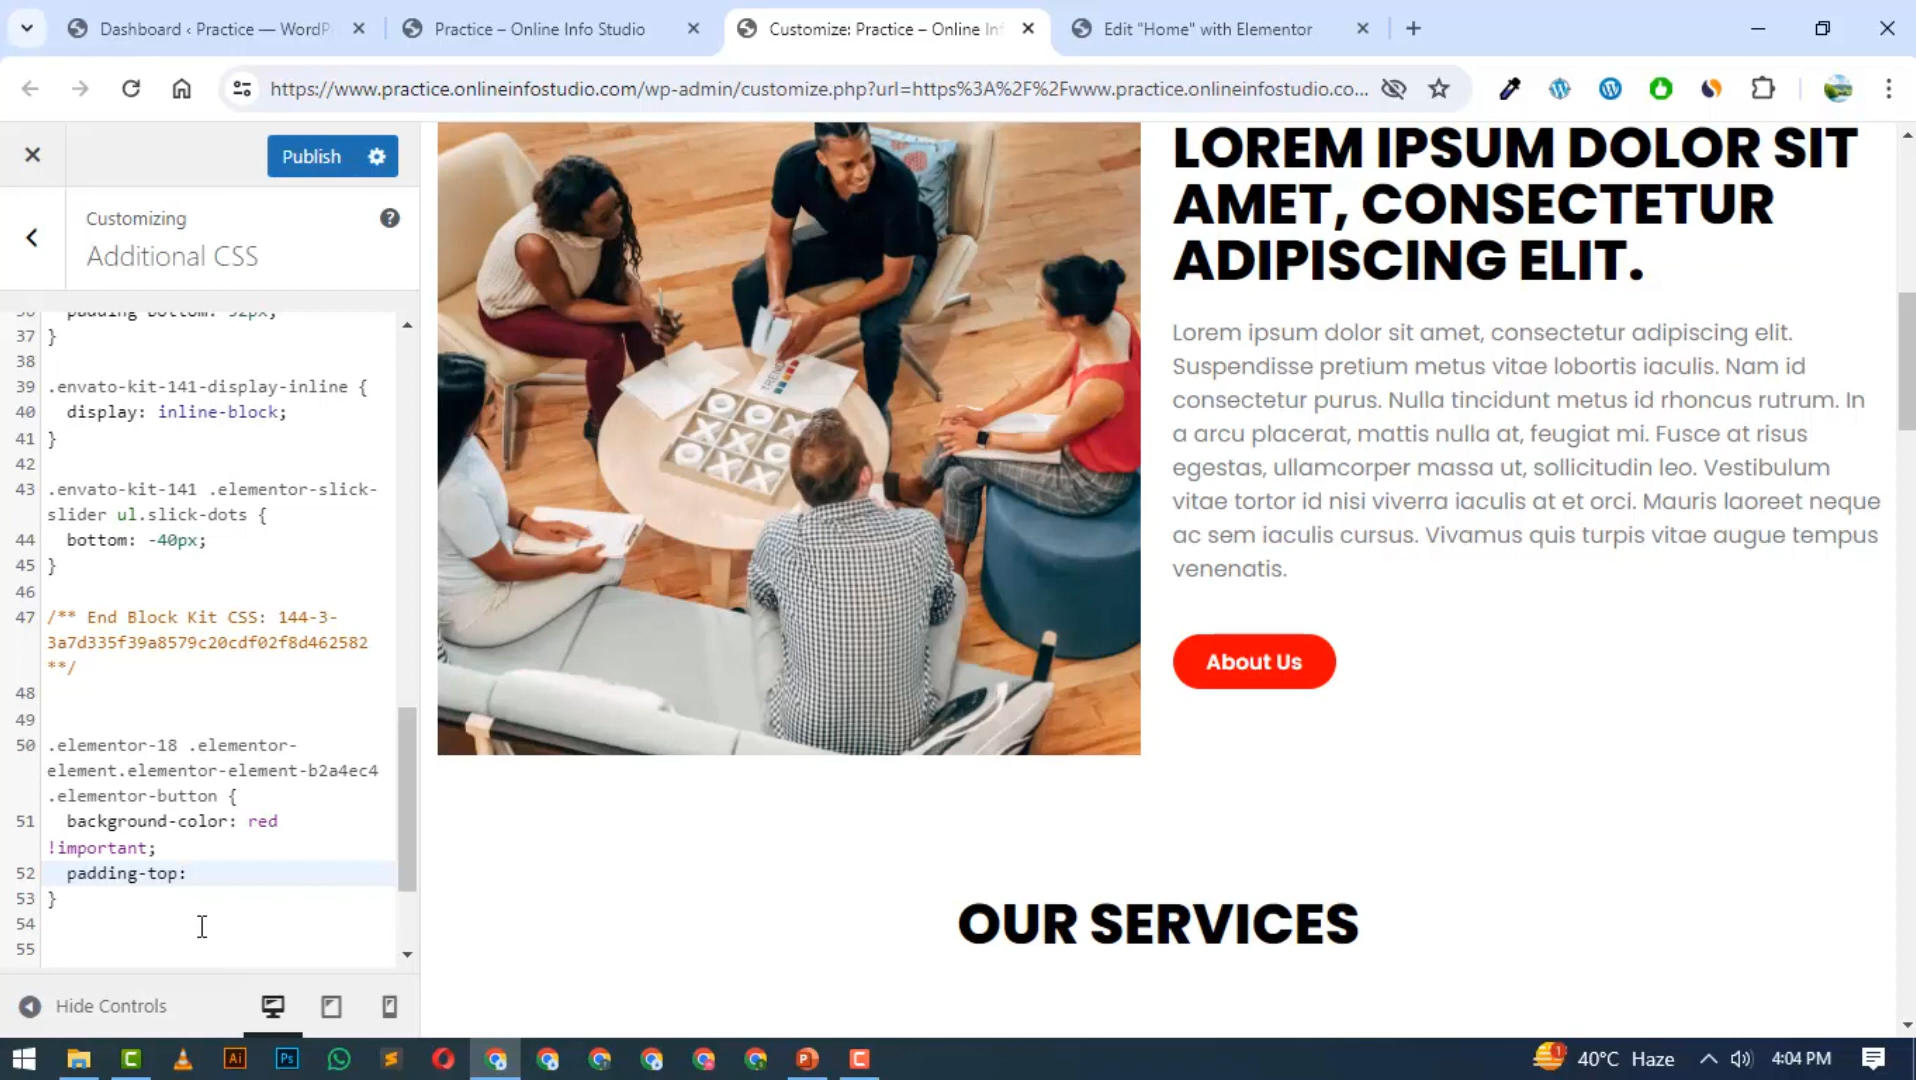 Dashboard ‹ Practice — WordP
Practice – Online Info Studio
Customize: Practice – Online In
Edit "Home" with Elementor
https://www.practice.onlineinfostudio.com/wp-admin/customize.php?url=https%3A%2F%2Fwww.practice.onlineinfostudio.co...
Publish
Customizing
Additional CSS
36 padding-bottom: 52px;
37 }
38
39 .envato-kit-141-display-inline {
40 display: inline-block;
41 }
42
43 .envato-kit-141 .elementor-slick-
slider ul.slick-dots {
44 bottom: -40px;
45 }
46
47 /** End Block Kit CSS: 144-3-
3a7d335f39a8579c20cdf02f8d462582
**/
48
49
50 .elementor-18 .elementor-
element.elementor-element-b2a4ec4
.elementor-button {
51 background-color: red
!important;
52 padding-top:
53 }
54
55
Hide Controls
LOREM IPSUM DOLOR SIT
AMET, CONSECTETUR
ADIPISCING ELIT.
Lorem ipsum dolor sit amet, consectetur adipiscing elit.
Suspendisse pretium metus vitae lobortis iaculis. Nam id
consectetur purus. Nulla tincidunt metus id rhoncus rutrum. In
a arcu placerat, mattis nulla at, feugiat mi. Fusce at risus
egestas, ullamcorper massa ut, sollicitudin leo. Vestibulum
vitae tortor id nisi viverra iaculis at et orci. Mauris laoreet neque
ac sem iaculis cursus. Vivamus quis turpis vitae augue tempus
venenatis.
About Us
OUR SERVICES
40°C Haze
4:04 PM